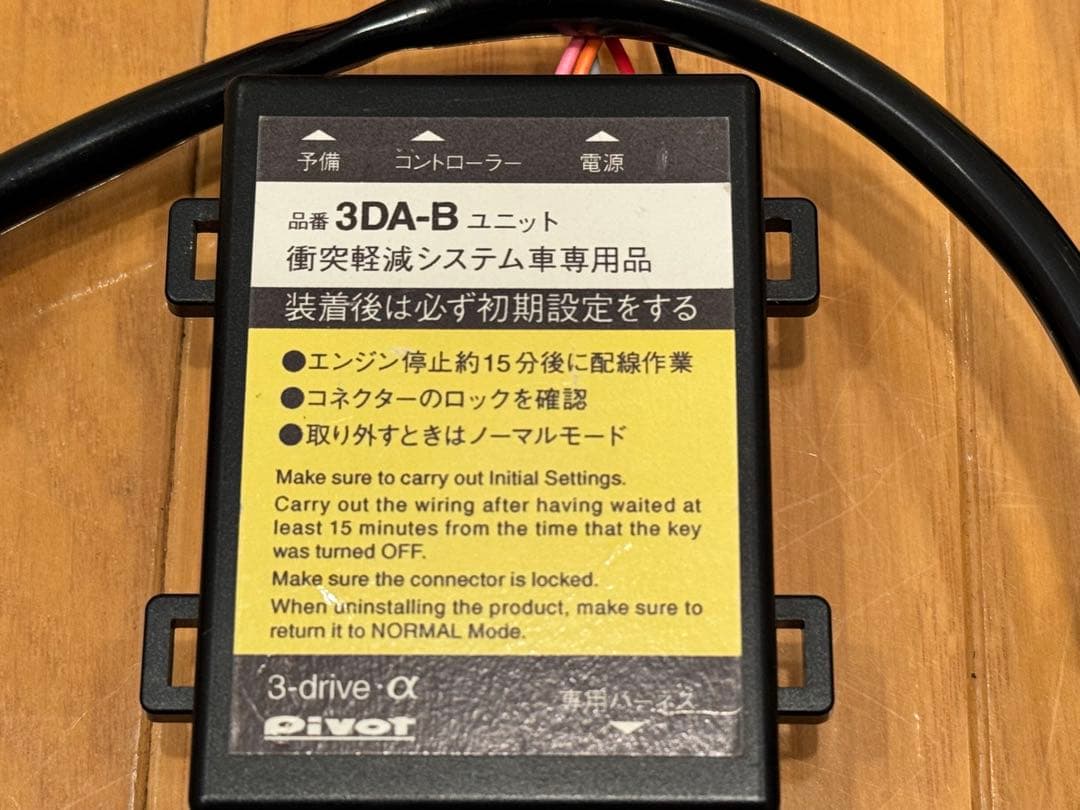 予備 コントローラー 電源
品番 3DA-B ユニット
衝突軽減システム車専用品
装着後は必ず初期設定をする
●エンジン停止約15分後に配線作業
●コネクターのロックを確認
●取り外すときはノーマルモード
Make sure to carry out Initial Settings.
Carry out the wiring after having waited at
least 15 minutes from the time that the key
was turned OFF.
Make sure the connector is locked.
When uninstalling the product, make sure to
return it to NORMAL Mode.
3-drive・α 専用ハーネス
Pivot